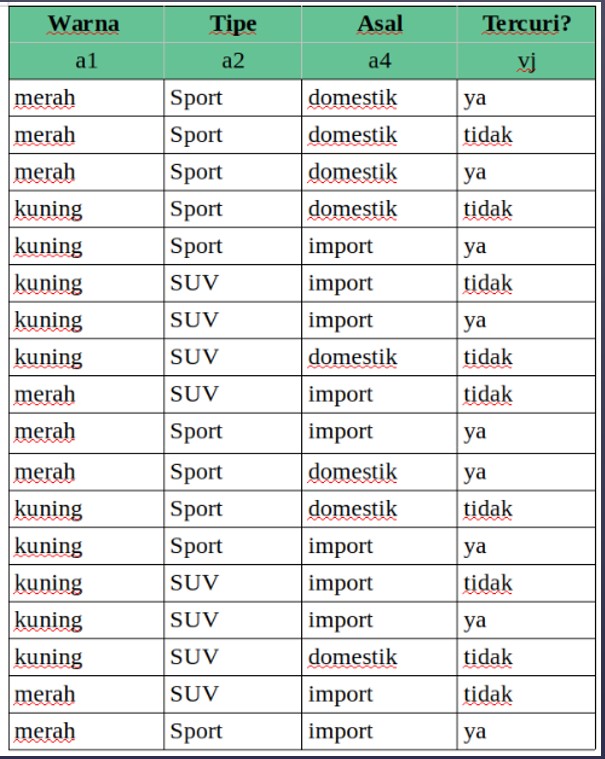 Warna Tipe Asal Tercuri?
a1 a2 a4 vj
merah Sport domestik ya
merah Sport domestik tidak
merah Sport domestik ya
kuning Sport domestik tidak
kuning Sport import ya
kuning SUV import tidak
kuning SUV import ya
kuning SUV domestik tidak
merah SUV import tidak
merah Sport import ya
merah Sport domestik ya
kuning Sport domestik tidak
kuning Sport import ya
kuning SUV import tidak
kuning SUV import ya
kuning SUV domestik tidak
merah SUV import tidak
merah Sport import ya